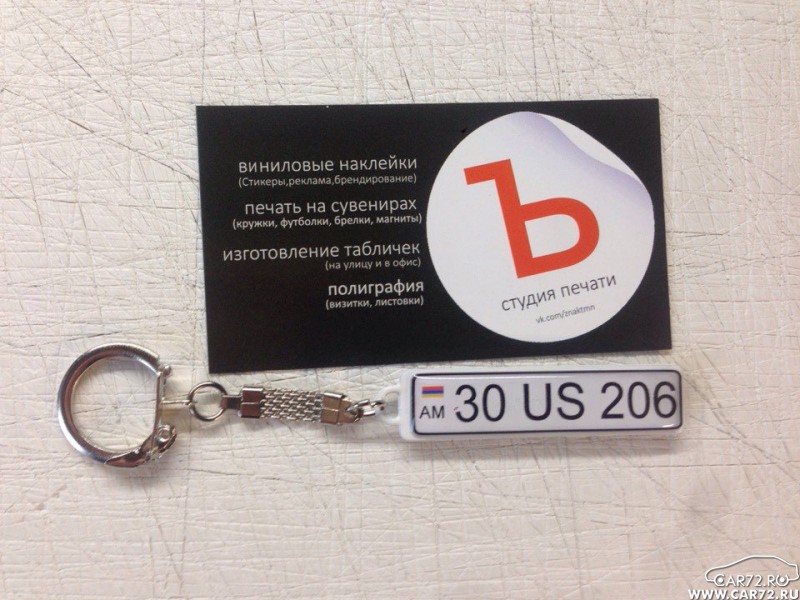 виниловые наклейки
(Стикеры,реклама,брендирование)
печать на сувенирах
(кружки, футболки, брелки, магниты)
изготовление табличек
(на улицу и в офис)
полиграфия
(визитки, листовки)
Ъ
студия печати
vk.com/znaktmn
AM 30 US 206
CAR72.RU
WWW.CAR72.RU